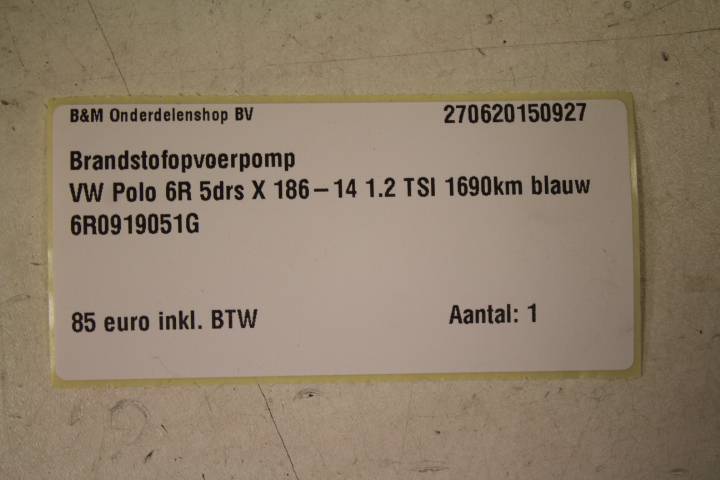 B&M Onderdelenshop BV 270620150927
Brandstofopvoerpomp
VW Polo 6R 5drs X 186-14 1.2 TSI 1690km blauw
6R0919051G
85 euro inkl. BTW Aantal: 1